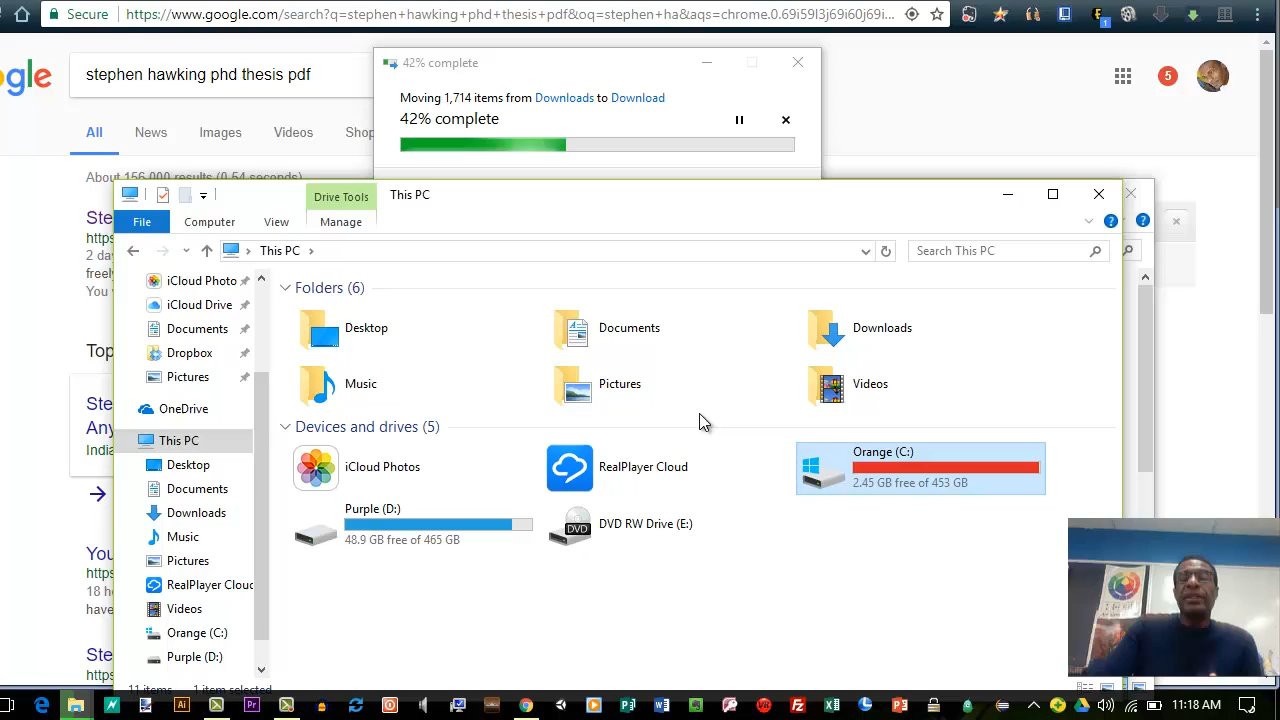 Secure
https://www.google.com/search?q=stephen+hawking+phd+thesis+pdf&oq=stephen+ha&aqs=chrome.0.69i59l3j69i60j69i...
1
gle
stephen hawking phd thesis pdf
5
All
News
Images
Videos
Shop
About 156,000 results (0.54 seconds)
42% complete
Moving 1,714 items from Downloads to Download
42% complete
Drive Tools
This PC
File
Computer
View
Manage
This PC
Search This PC
Ste
https
2 day
freely
You v
Top
Ste
Any
India
You
https
18 h
have
Ste
https
iCloud Photo
iCloud Drive
Documents
Dropbox
Pictures
OneDrive
This PC
Desktop
Documents
Downloads
Music
Pictures
RealPlayer Cloud
Videos
Orange (C:)
Purple (D:)
Folders (6)
Desktop
Documents
Downloads
Music
Pictures
Videos
Devices and drives (5)
iCloud Photos
RealPlayer Cloud
Orange (C:)
2.45 GB free of 453 GB
Purple (D:)
48.9 GB free of 465 GB
DVD
DVD RW Drive (E:)
11 items
1 item selected
Ai
Pr
11:18 AM